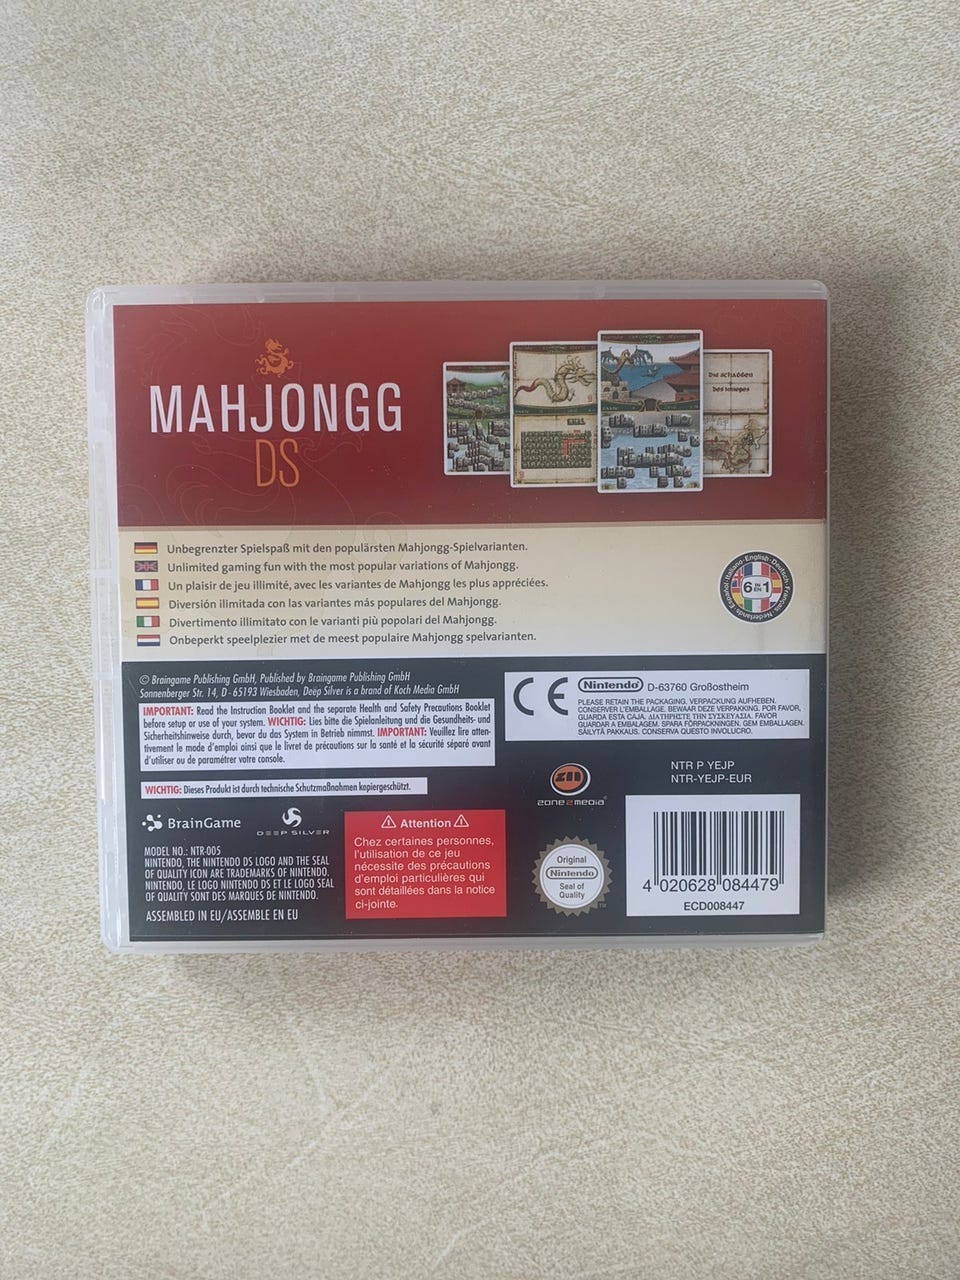 MAHJONGG
DS
Die Schatten
des Krieges
Unbegrenzter Spielspaß mit den populärsten Mahjongg-Spielvarianten.
Unlimited gaming fun with the most popular variations of Mahjongg.
Un plaisir de jeu illimité, avec les variantes de Mahjongg les plus appréciées.
Diversión ilimitada con las variantes más populares del Mahjongg.
Divertimento illimitato con le varianti più popolari del Mahjongg.
Onbeperkt speelplezier met de meest populaire Mahjongg spelvarianten.
English · Deutsch · Français · Nederlands · Español · Italiano ·
6 IN EN 1
© Braingame Publishing GmbH, Published by Braingame Publishing GmbH
Sonnenberger Str. 14, D - 65193 Wiesbaden, Deep Silver is a brand of Koch Media GmbH
IMPORTANT: Read the Instruction Booklet and the separate Health and Safety Precautions Booklet
before setup or use of your system. WICHTIG: Lies bitte die Spielanleitung und die Gesundheits- und
Sicherheitshinweise durch, bevor du das System in Betrieb nimmst. IMPORTANT: Veuillez lire atten-
tivement le mode d'emploi ainsi que le livret de précautions sur la santé et la sécurité séparé avant
d'utiliser ou de paramétrer votre console.
WICHTIG: Dieses Produkt ist durch technische Schutzmaßnahmen kopiergeschützt.
CE Nintendo D-63760 Großostheim
PLEASE RETAIN THE PACKAGING. VERPACKUNG AUFHEBEN.
CONSERVER L'EMBALLAGE. BEWAAR DEZE VERPAKKING. POR FAVOR,
GUARDA ESTA CAJA. ΔΙΑΤΗΡΗΣΤΕ ΤΗΝ ΣΥΣΚΕΥΑΣΙΑ. FAVOR
GUARDAR A EMBALAGEM. SPARA FÖRPACKNINGEN. GEM EMBALLAGEN.
SÄILYTÄ PAKKAUS. CONSERVA QUESTO INVOLUCRO.
BrainGame
DEEP SILVER
MODEL NO.: NTR-005
NINTENDO, THE NINTENDO DS LOGO AND THE SEAL
OF QUALITY ICON ARE TRADEMARKS OF NINTENDO.
NINTENDO, LE LOGO NINTENDO DS ET LE LOGO SEAL
OF QUALITY SONT DES MARQUES DE NINTENDO.
ASSEMBLED IN EU/ASSEMBLE EN EU
Attention
Chez certaines personnes,
l'utilisation de ce jeu
nécessite des précautions
d'emploi particulières qui
sont détaillées dans la notice
ci-jointe.
zone2media
Original
Nintendo
Seal of
Quality
TM
NTR P YEJP
NTR-YEJP-EUR
4 020628 084479
ECD008447